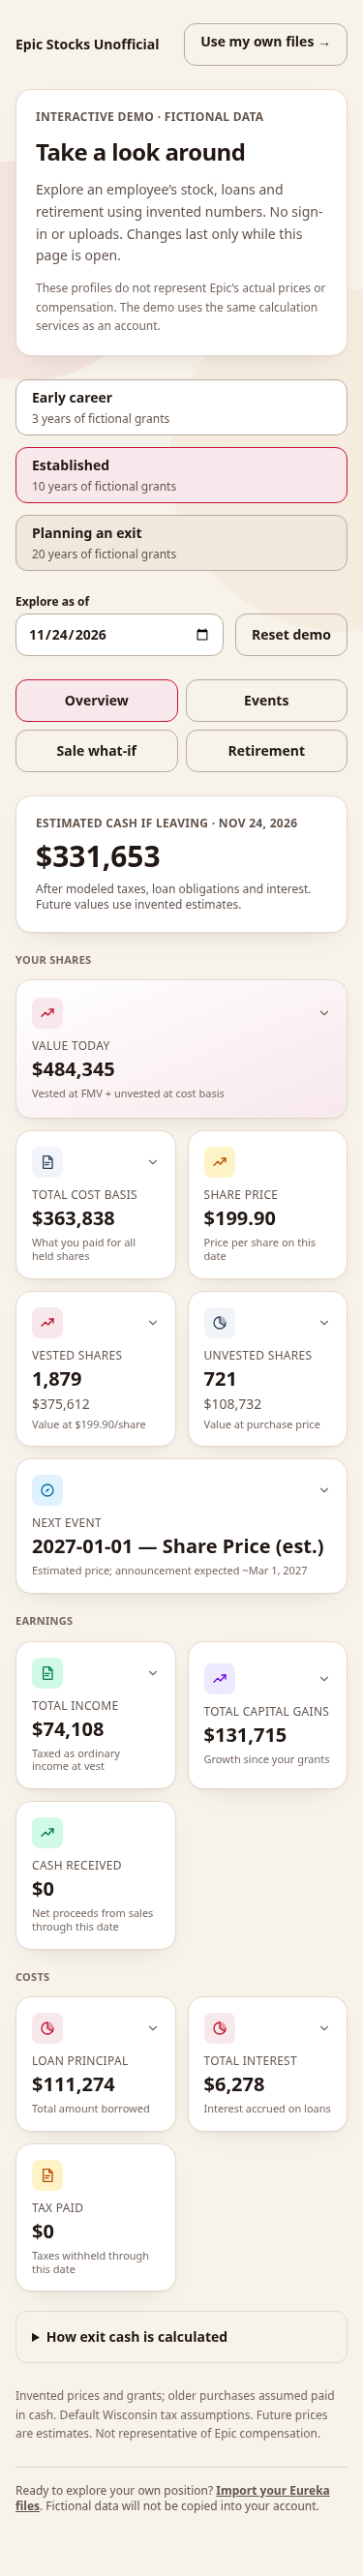 Epic Stocks Unofficial
Use my own files →
INTERACTIVE DEMO · FICTIONAL DATA
Take a look around
Explore an employee’s stock, loans and
retirement using invented numbers. No sign-
in or uploads. Changes last only while this
page is open.
These profiles do not represent Epic’s actual prices or
compensation. The demo uses the same calculation
services as an account.
Early career
3 years of fictional grants
Established
10 years of fictional grants
Planning an exit
20 years of fictional grants
Explore as of
11/24/2026
Reset demo
Overview
Events
Sale what-if
Retirement
ESTIMATED CASH IF LEAVING · NOV 24, 2026
$331,653
After modeled taxes, loan obligations and interest.
Future values use invented estimates.
YOUR SHARES
VALUE TODAY
$484,345
Vested at FMV + unvested at cost basis
TOTAL COST BASIS
$363,838
What you paid for all
held shares
SHARE PRICE
$199.90
Price per share on this
date
VESTED SHARES
1,879
$375,612
Value at $199.90/share
UNVESTED SHARES
721
$108,732
Value at purchase price
NEXT EVENT
2027-01-01 — Share Price (est.)
Estimated price; announcement expected ~Mar 1, 2027
EARNINGS
TOTAL INCOME
$74,108
Taxed as ordinary
income at vest
TOTAL CAPITAL GAINS
$131,715
Growth since your grants
CASH RECEIVED
$0
Net proceeds from sales
through this date
COSTS
LOAN PRINCIPAL
$111,274
Total amount borrowed
TOTAL INTEREST
$6,278
Interest accrued on loans
TAX PAID
$0
Taxes withheld through
this date
How exit cash is calculated
Invented prices and grants; older purchases assumed paid
in cash. Default Wisconsin tax assumptions. Future prices
are estimates. Not representative of Epic compensation.
Ready to explore your own position? Import your Eureka
files. Fictional data will not be copied into your account.